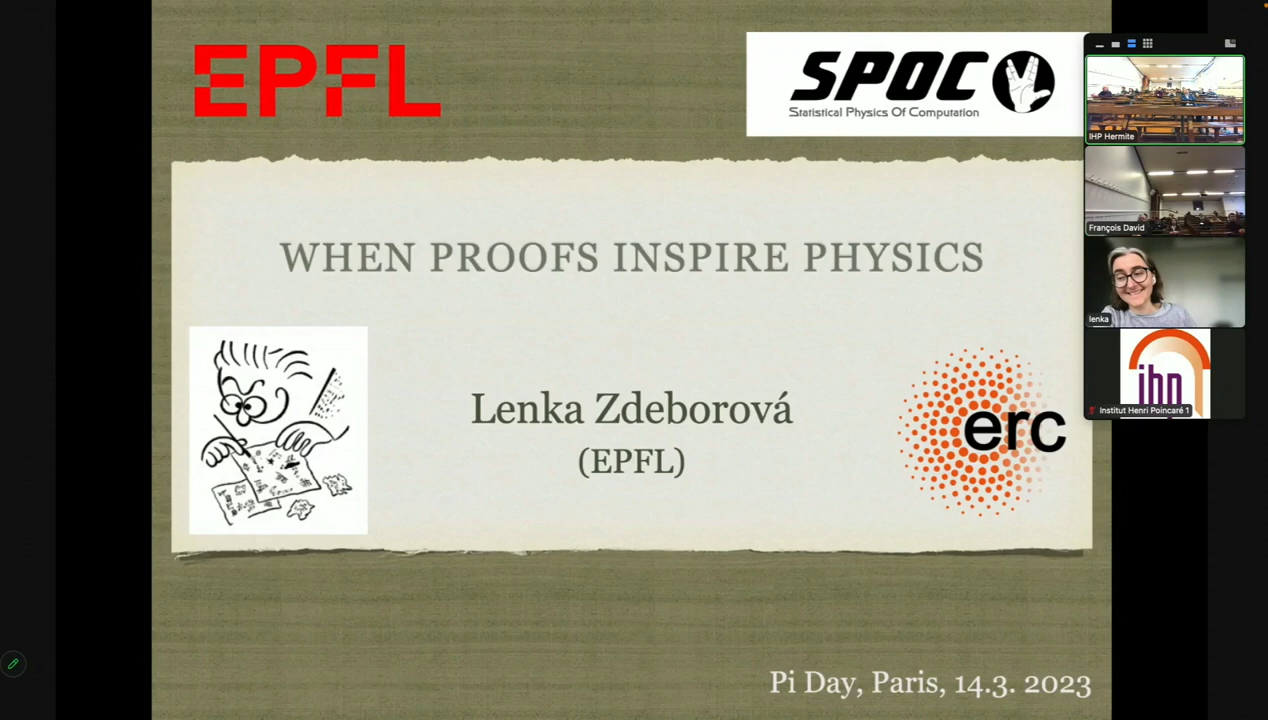 EPFL
SPOC
Statistical Physics Of Computation
WHEN PROOFS INSPIRE PHYSICS
Lenka Zdeborová
(EPFL)
erc
Pi Day, Paris, 14.3. 2023
IHP Hermite
François David
lenka
ihp
Institut Henri Poincaré 1